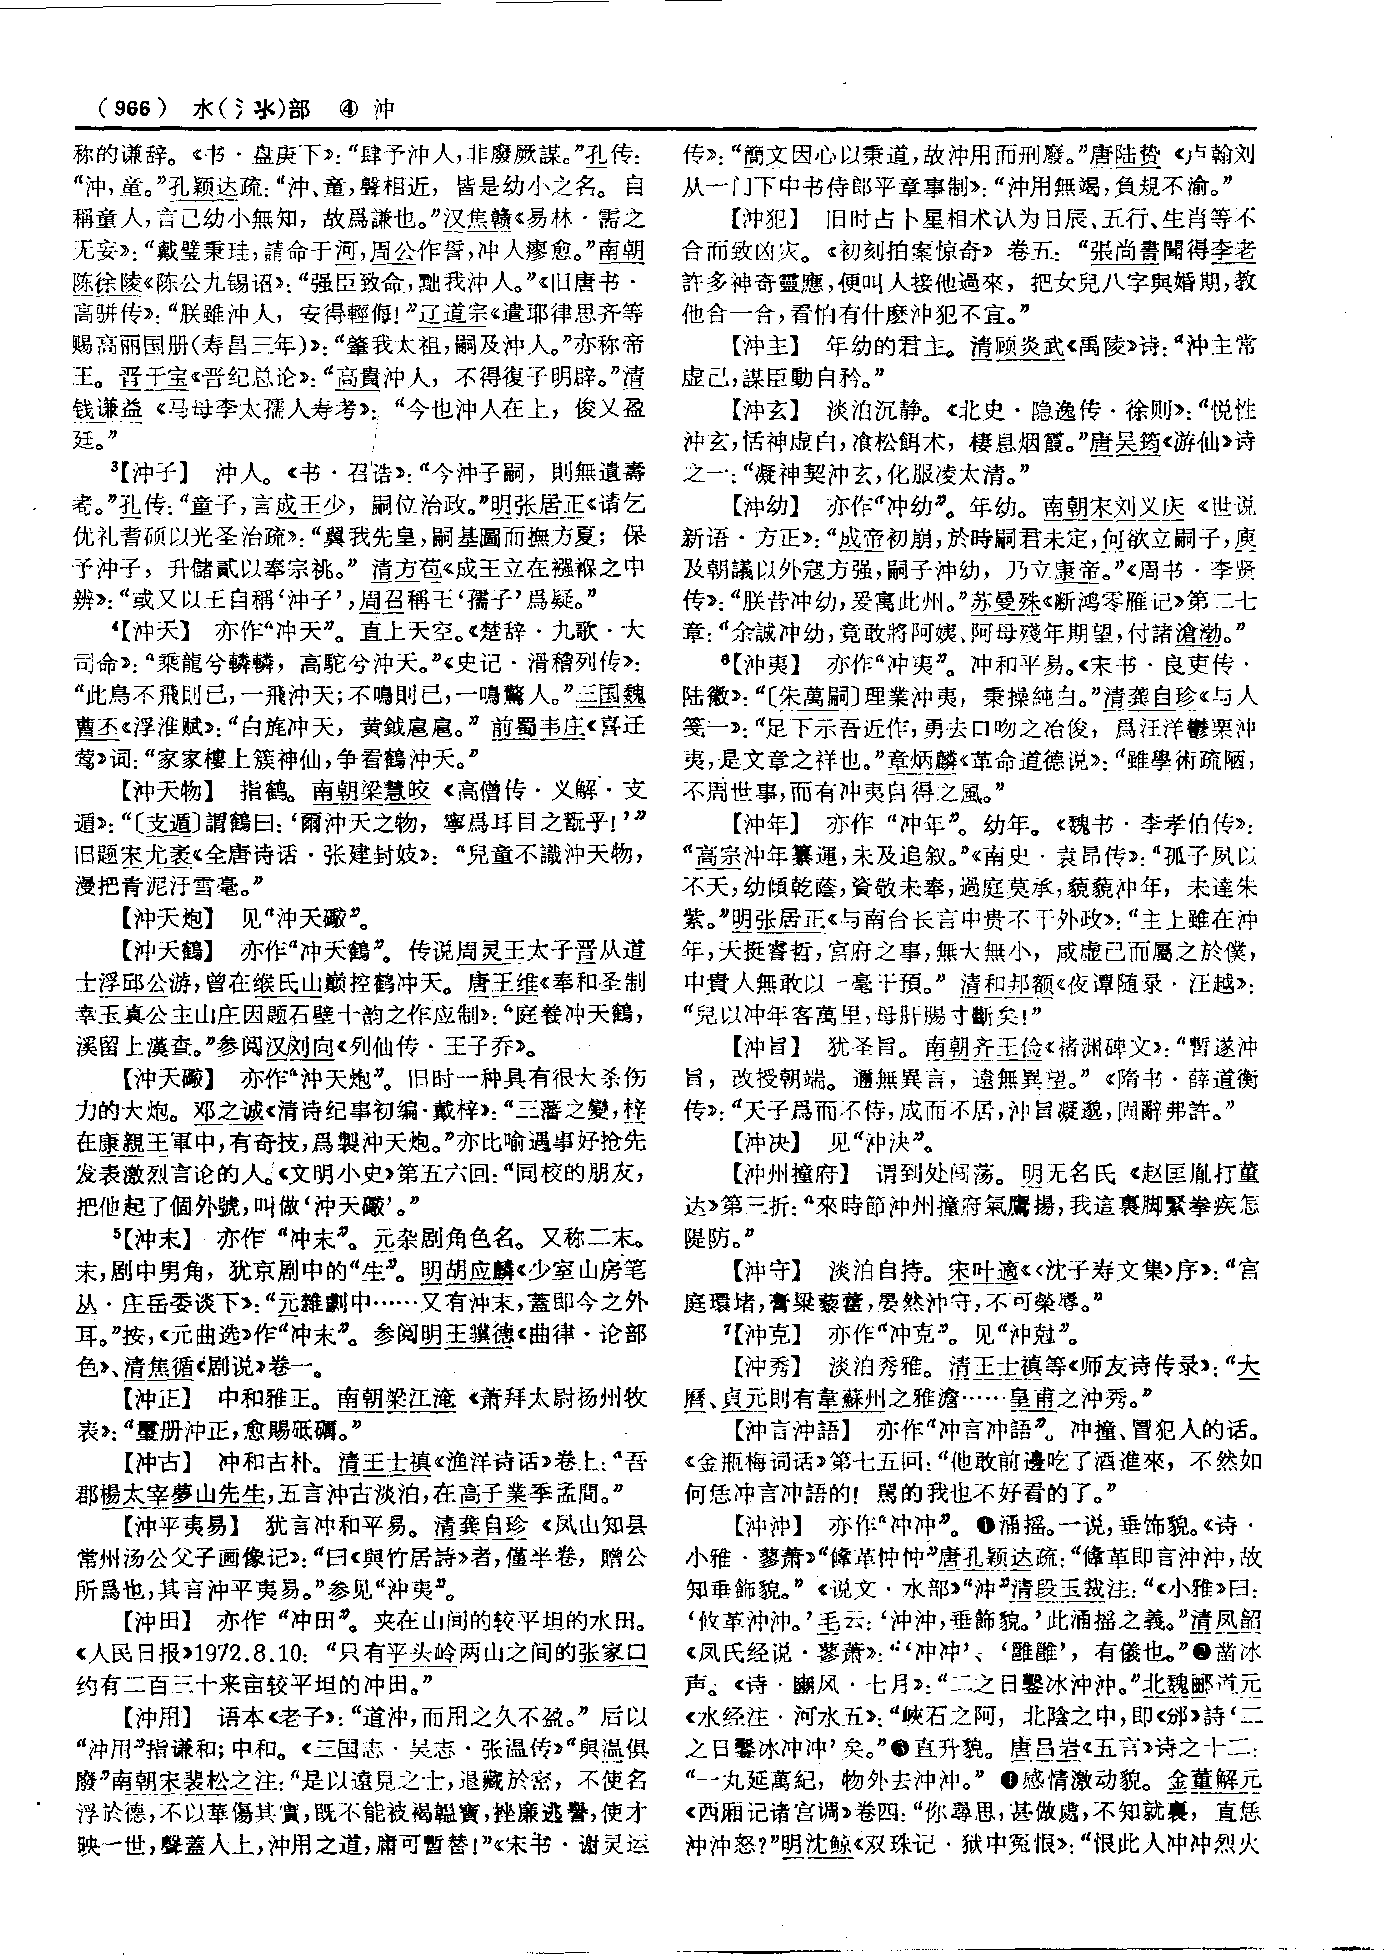 （966） 水(氵氺)部 ④ 沖
称的谦辞。《书·盘庚下》：“肆予沖人，非廢厥謀。”孔传：
“沖，童。”孔颖达疏：“沖、童，聲相近，皆是幼小之名。自
稱童人，言己幼小無知，故爲謙也。”汉焦赣《易林·需之
无妄》：“戴璧秉珪，請命于河，周公作誓，冲人瘳愈。”南朝
陈徐陵《陈公九锡诏》：“强臣致命，黜我沖人。”《旧唐书·
高骈传》：“朕雖沖人，安得輕侮！”辽道宗《遣耶律思齐等
赐高丽国册(寿昌三年)》：“肇我太祖，嗣及沖人。”亦称帝
王。晋于宝《晋纪总论》：“高貴沖人，不得復子明辟。”清
钱谦益《马母李太孺人寿考》：“今也沖人在上，俊乂盈
廷。”
³【沖子】 沖人。《书·召诰》：“今沖子嗣，則無遺壽
耇。”孔传：“童子，言成王少，嗣位治政。”明张居正《请乞
优礼耆硕以光圣治疏》：“翼我先皇，嗣基圖而撫方夏；保
予沖子，升儲貳以奉宗祧。”清方苞《成王立在襁褓之中
辨》：“或又以王自稱‘沖子’，周召稱王‘孺子’爲疑。”
⁴【沖天】 亦作“冲天”。直上天空。《楚辞·九歌·大
司命》：“乘龍兮轔轔，高駝兮沖天。”《史记·滑稽列传》：
“此鳥不飛則已，一飛沖天；不鳴則已，一鳴驚人。”三国魏
曹丕《浮淮赋》：“白旄冲天，黄鉞扈扈。”前蜀韦庄《喜迁
莺》词：“家家樓上簇神仙，争看鶴沖天。”
【沖天物】 指鹤。南朝梁慧皎《高僧传·义解·支
遁》：“〔支遁〕謂鶴曰：‘爾沖天之物，寧爲耳目之翫乎！’”
旧题宋尤袤《全唐诗话·张建封妓》：“兒童不識沖天物，
漫把青泥汙雪毫。”
【沖天炮】 见“沖天礮”。
【沖天鶴】 亦作“冲天鶴”。传说周灵王太子晋从道
士浮邱公游，曾在缑氏山巅控鹤冲天。唐王维《奉和圣制
幸玉真公主山庄因题石壁十韵之作应制》：“庭養冲天鶴，
溪留上漢查。”参阅汉刘向《列仙传·王子乔》。
【沖天礮】 亦作“沖天炮”。旧时一种具有很大杀伤
力的大炮。邓之诚《清诗纪事初编·戴梓》：“三藩之變，梓
在康親王軍中，有奇技，爲製沖天炮。”亦比喻遇事好抢先
发表激烈言论的人。《文明小史》第五六回：“同校的朋友，
把他起了個外號，叫做‘沖天礮’。”
⁵【沖末】 亦作“冲末”。元杂剧角色名。又称二末。
末，剧中男角，犹京剧中的“生”。明胡应麟《少室山房笔
丛·庄岳委谈下》：“元雜劇中……又有沖末，蓋即今之外
耳。”按，《元曲选》作“冲末”。参阅明王骥德《曲律·论部
色》、清焦循《剧说》卷一。
【沖正】 中和雅正。南朝梁江淹《萧拜太尉扬州牧
表》：“璽册沖正，愈賜砥礪。”
【沖古】 冲和古朴。清王士禛《渔洋诗话》卷上：“吾
郡楊太宰夢山先生，五言沖古淡泊，在高子業季孟間。”
【沖平夷易】 犹言冲和平易。清龚自珍《凤山知县
常州汤公父子画像记》：“曰《與竹居詩》者，僅半卷，贈公
所爲也，其言沖平夷易。”参见“沖夷”。
【沖田】 亦作“冲田”。夹在山间的较平坦的水田。
《人民日报》1972.8.10：“只有平头岭两山之间的张家口
约有二百三十来亩较平坦的冲田。”
【沖用】 语本《老子》：“道沖，而用之久不盈。”后以
“沖用”指谦和；中和。《三国志·吴志·张温传》“與温俱
廢”南朝宋裴松之注：“是以遠見之士，退藏於密，不使名
浮於德，不以華傷其實，既不能被褐韞寶，挫廉逃譽，使才
映一世，聲蓋人上，沖用之道，庸可暫替！”《宋书·谢灵运
传》：“簡文因心以秉道，故沖用而刑廢。”唐陆贽《卢翰刘
从一门下中书侍郎平章事制》：“沖用無竭，負規不渝。”
【沖犯】 旧时占卜星相术认为日辰、五行、生肖等不
合而致凶灾。《初刻拍案惊奇》卷五：“張尚書聞得李老
許多神奇靈應，便叫人接他過來，把女兒八字與婚期，教
他合一合，看怕有什麽沖犯不宜。”
【沖主】 年幼的君主。清顾炎武《禹陵》诗：“沖主常
虚己，謀臣動自矜。”
【沖玄】 淡泊沉静。《北史·隐逸传·徐则》：“悦性
沖玄，恬神虚白，飡松餌术，棲息烟霞。”唐吴筠《游仙》诗
之一：“凝神契沖玄，化服凌太清。”
【沖幼】 亦作“冲幼”。年幼。南朝宋刘义庆《世说
新语·方正》：“成帝初崩，於時嗣君未定，何欲立嗣子，庾
及朝議以外寇方强，嗣子沖幼，乃立康帝。”《周书·李贤
传》：“朕昔冲幼，爰寓此州。”苏曼殊《断鸿零雁记》第二七
章：“余誠冲幼，竟敢將阿姨、阿母殘年期望，付諸滄渤。”
⁶【沖夷】 亦作“冲夷”。冲和平易。《宋书·良吏传·
陆徽》：“〔朱萬嗣〕理業沖夷，秉操純白。”清龚自珍《与人
笺一》：“足下示吾近作，勇去口吻之冶俊，爲汪洋鬱栗沖
夷，是文章之祥也。”章炳麟《革命道德说》：“雖學術疏陋，
不周世事，而有冲夷自得之風。”
【沖年】 亦作“冲年”。幼年。《魏书·李孝伯传》：
“高宗沖年纂運，未及追叙。”《南史·袁昂传》：“孤子夙以
不天，幼傾乾蔭，資敬未奉，過庭莫承，藐藐冲年，未達朱
紫。”明张居正《与南台长言中贵不干外政》：“主上雖在沖
年，天挺睿哲，宫府之事，無大無小，咸虚己而屬之於僕，
中貴人無敢以一毫干預。”清和邦额《夜谭随录·汪越》：
“兒以冲年客萬里，母肝腸寸斷矣！”
【沖旨】 犹圣旨。南朝齐王俭《褚渊碑文》：“暫遂沖
旨，改授朝端。邇無異言，遠無異望。”《隋书·薛道衡
传》：“天子爲而不恃，成而不居，沖旨凝邈，固辭弗許。”
【沖决】 见“沖決”。
【沖州撞府】 谓到处闯荡。明无名氏《赵匡胤打董
达》第三折：“來時節沖州撞府氣鷹揚，我這裏脚緊拳疾怎
隄防。”
【沖守】 淡泊自持。宋叶適《〈沈子寿文集〉序》：“宫
庭環堵，膏粱藜藿，晏然沖守，不可榮辱。”
⁷【沖克】 亦作“冲克”。见“沖尅”。
【沖秀】 淡泊秀雅。清王士禛等《师友诗传录》：“大
曆、貞元則有韋蘇州之雅澹……皇甫之沖秀。”
【沖言沖語】 亦作“冲言冲語”。冲撞、冒犯人的话。
《金瓶梅词话》第七五回：“他敢前邊吃了酒進來，不然如
何恁冲言冲語的！駡的我也不好看的了。”
【沖沖】 亦作“冲冲”。❶涌摇。一说，垂饰貌。《诗·
小雅·蓼萧》“鞗革忡忡”唐孔颖达疏：“鞗革即言沖沖，故
知垂飾貌。”《说文·水部》“沖”清段玉裁注：“《小雅》曰：
‘攸革沖沖。’毛云：‘沖沖，垂飾貌。’此涌摇之義。”清凤韶
《凤氏经说·蓼萧》：“‘冲冲’、‘雝雝’，有儀也。”❷凿冰
声。《诗·豳风·七月》：“二之日鑿冰沖沖。”北魏郦道元
《水经注·河水五》：“峽石之阿，北陰之中，即《邠》詩‘二
之日鑿冰冲冲’矣。”❸直升貌。唐吕岩《五言》诗之十二：
“一丸延萬紀，物外去沖沖。”❹感情激动貌。金董解元
《西厢记诸宫调》卷四：“你尋思，甚做處，不知就裏，直恁
沖沖怒？”明沈鲸《双珠记·狱中冤恨》：“恨此人冲冲烈火